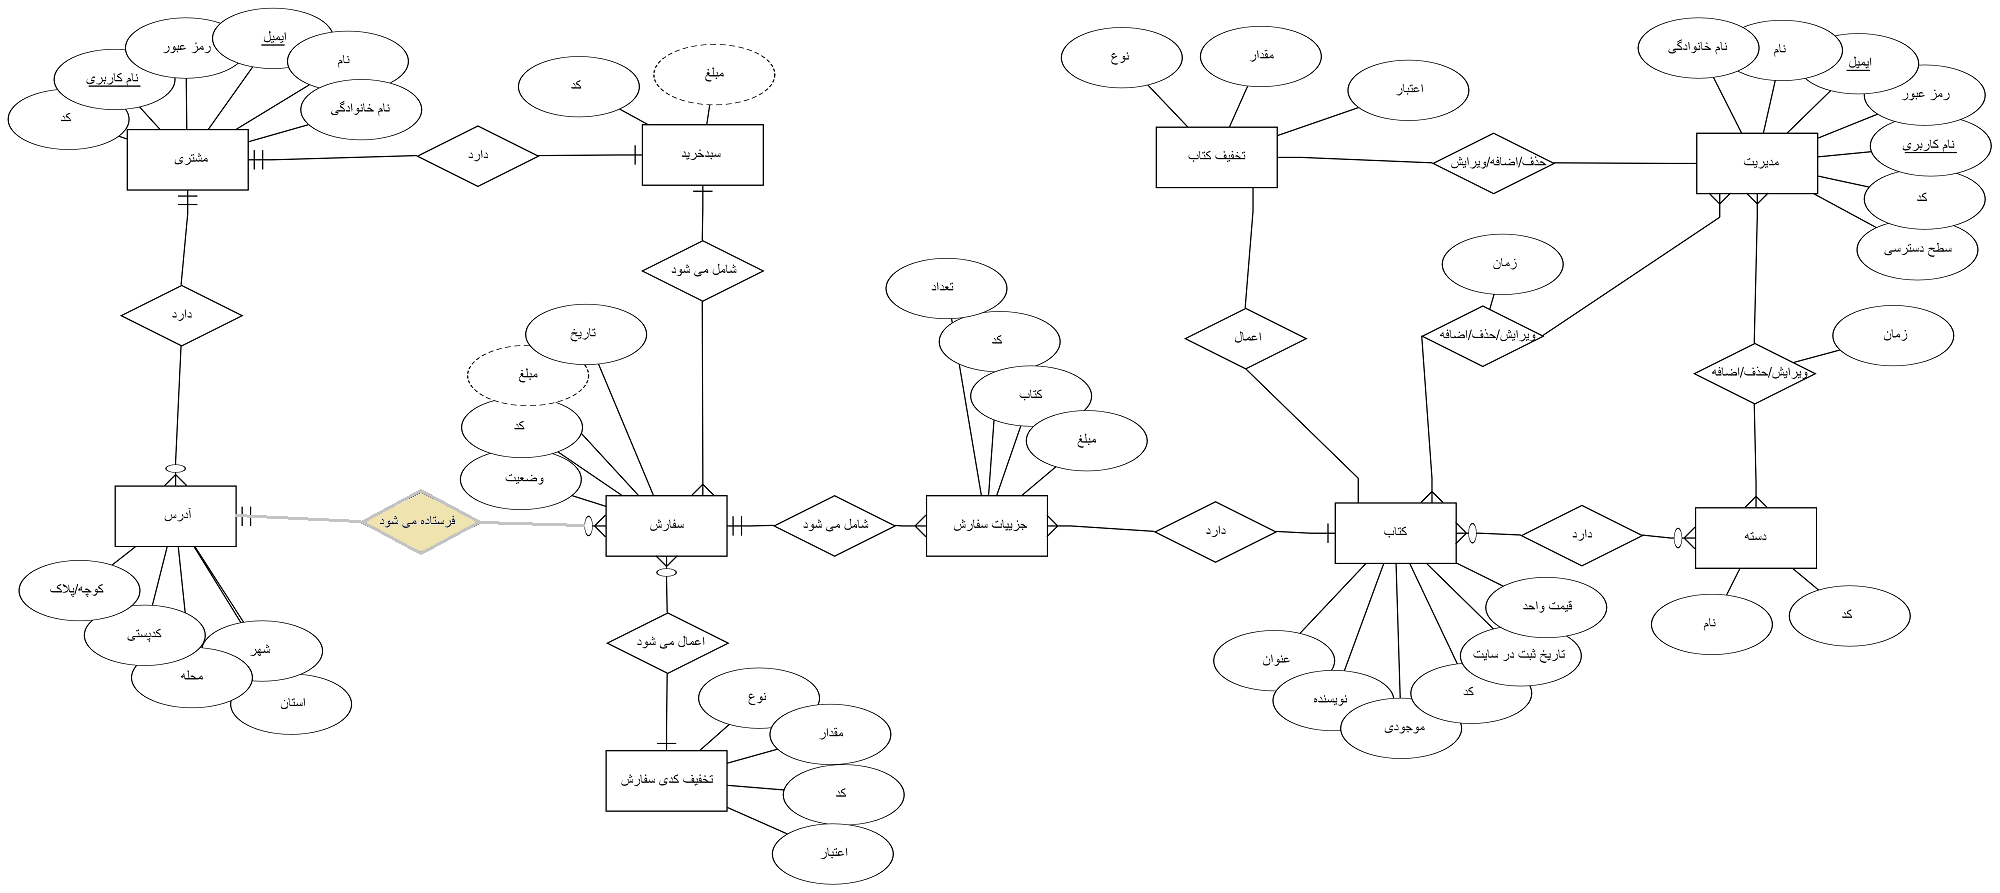 نام کاربری
رمز عبور
ایمیل
نام
نام خانوادگی
کد
مشتری
دارد
کد
مبلغ
سبدخرید
نوع
مقدار
اعتبار
تخفیف کتاب
حذف/اضافه/ویرایش
نام خانوادگی
نام
ایمیل
رمز عبور
نام کاربری
کد
سطح دسترسی
مدیریت
دارد
شامل می شود
تاریخ
مبلغ
کد
وضعیت
تعداد
کد
کتاب
مبلغ
اعمال
زمان
ویرایش/حذف/اضافه
زمان
ویرایش/حذف/اضافه
آدرس
فرستاده می شود
سفارش
شامل می شود
جزییات سفارش
دارد
کتاب
دارد
دسته
کوچه/پلاک
کدپستی
محله
شهر
استان
اعمال می شود
نوع
مقدار
کد
اعتبار
تخفیف کدی سفارش
قیمت واحد
تاریخ ثبت در سایت
کد
موجودی
نویسنده
عنوان
نام
کد